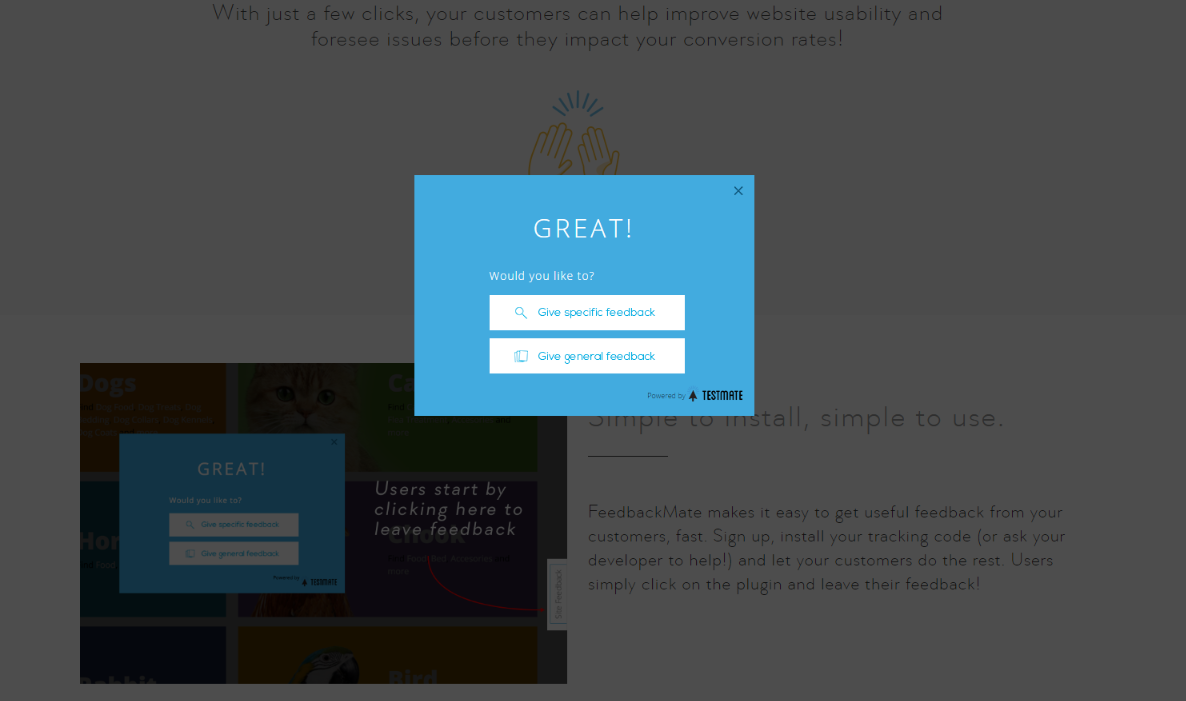 With just a few clicks, your customers can help improve website usability and
foresee issues before they impact your conversion rates!
GREAT!
Would you like to?
Give specific feedback
Give general feedback
Powered by TESTMATE
Dogs
GREAT!
Would you like to?
Give specific feedback
Give general feedback
Powered by TESTMATE
Users start by
clicking here to
leave feedback
Chook
Site Feedback
Rabbit
Bird
Simple to install, simple to use.
FeedbackMate makes it easy to get useful feedback from your
customers, fast. Sign up, install your tracking code (or ask your
developer to help!) and let your customers do the rest. Users
simply click on the plugin and leave their feedback!